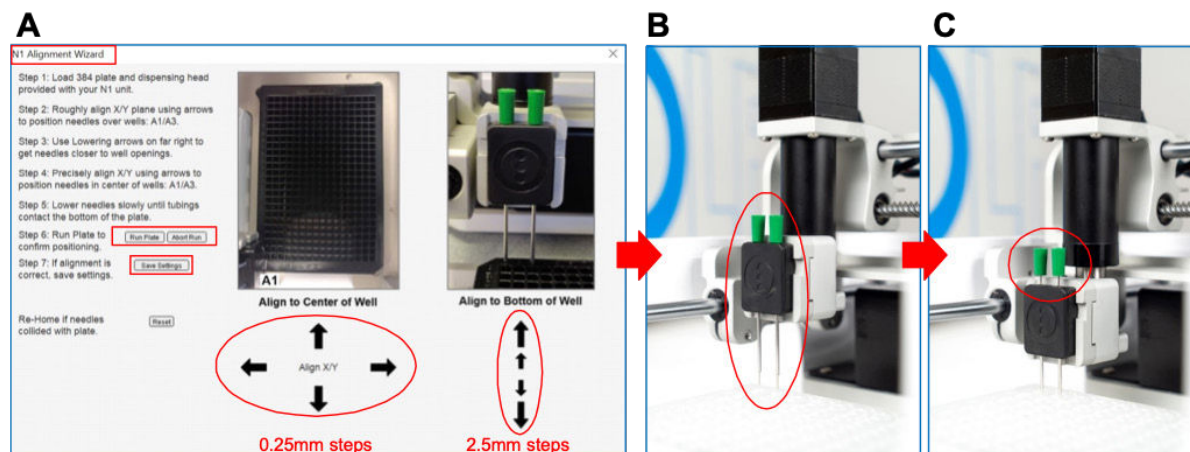 A
B
C
N1 Alignment Wizard
Step 1: Load 384 plate and dispensing head
provided with your N1 unit.
Step 2: Roughly align X/Y plane using arrows
to position needles over wells: A1/A3.
Step 3: Use Lowering arrows on far right to
get needles closer to well openings.
Step 4: Precisely align X/Y using arrows to
position needles in center of wells: A1/A3.
Step 5: Lower needles slowly until tubings
contact the bottom of the plate.
Step 6: Run Plate to
confirm positioning.
Run Plate
Abort Run
Step 7: If alignment is
correct, save settings.
Save Settings
Re-Home if needles
collided with plate.
Reset
A1
Align to Center of Well
Align X/Y
0.25mm steps
Align to Bottom of Well
2.5mm steps